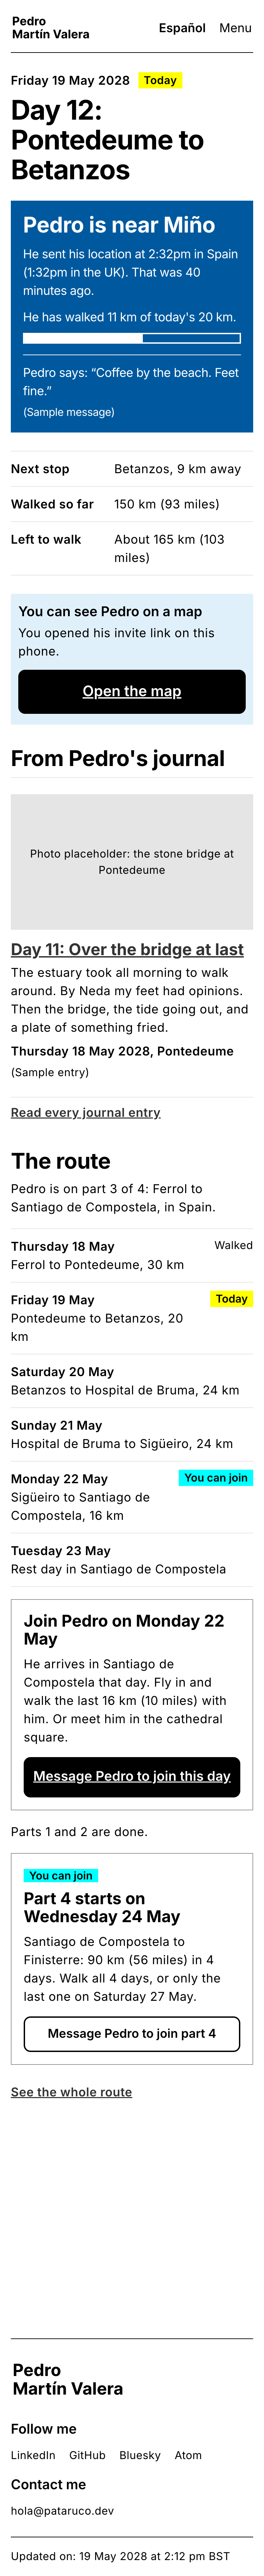 Pedro
Martín Valera
Español
Menu
Friday 19 May 2028
Today
Day 12:
Pontedeume to
Betanzos
Pedro is near Miño
He sent his location at 2:32pm in Spain
(1:32pm in the UK). That was 40
minutes ago.
He has walked 11 km of today's 20 km.
Pedro says: “Coffee by the beach. Feet
fine.”
(Sample message)
Next stop
Betanzos, 9 km away
Walked so far
150 km (93 miles)
Left to walk
About 165 km (103
miles)
You can see Pedro on a map
You opened his invite link on this
phone.
Open the map
From Pedro's journal
Photo placeholder: the stone bridge at
Pontedeume
Day 11: Over the bridge at last
The estuary took all morning to walk
around. By Neda my feet had opinions.
Then the bridge, the tide going out, and
a plate of something fried.
Thursday 18 May 2028, Pontedeume
(Sample entry)
Read every journal entry
The route
Pedro is on part 3 of 4: Ferrol to
Santiago de Compostela, in Spain.
Thursday 18 May
Walked
Ferrol to Pontedeume, 30 km
Friday 19 May
Today
Pontedeume to Betanzos, 20
km
Saturday 20 May
Betanzos to Hospital de Bruma, 24 km
Sunday 21 May
Hospital de Bruma to Sigüeiro, 24 km
Monday 22 May
You can join
Sigüeiro to Santiago de
Compostela, 16 km
Tuesday 23 May
Rest day in Santiago de Compostela
Join Pedro on Monday 22
May
He arrives in Santiago de
Compostela that day. Fly in and
walk the last 16 km (10 miles) with
him. Or meet him in the cathedral
square.
Message Pedro to join this day
Parts 1 and 2 are done.
You can join
Part 4 starts on
Wednesday 24 May
Santiago de Compostela to
Finisterre: 90 km (56 miles) in 4
days. Walk all 4 days, or only the
last one on Saturday 27 May.
Message Pedro to join part 4
See the whole route
Pedro
Martín Valera
Follow me
LinkedIn
GitHub
Bluesky
Atom
Contact me
hola@pataruco.dev
Updated on: 19 May 2028 at 2:12 pm BST